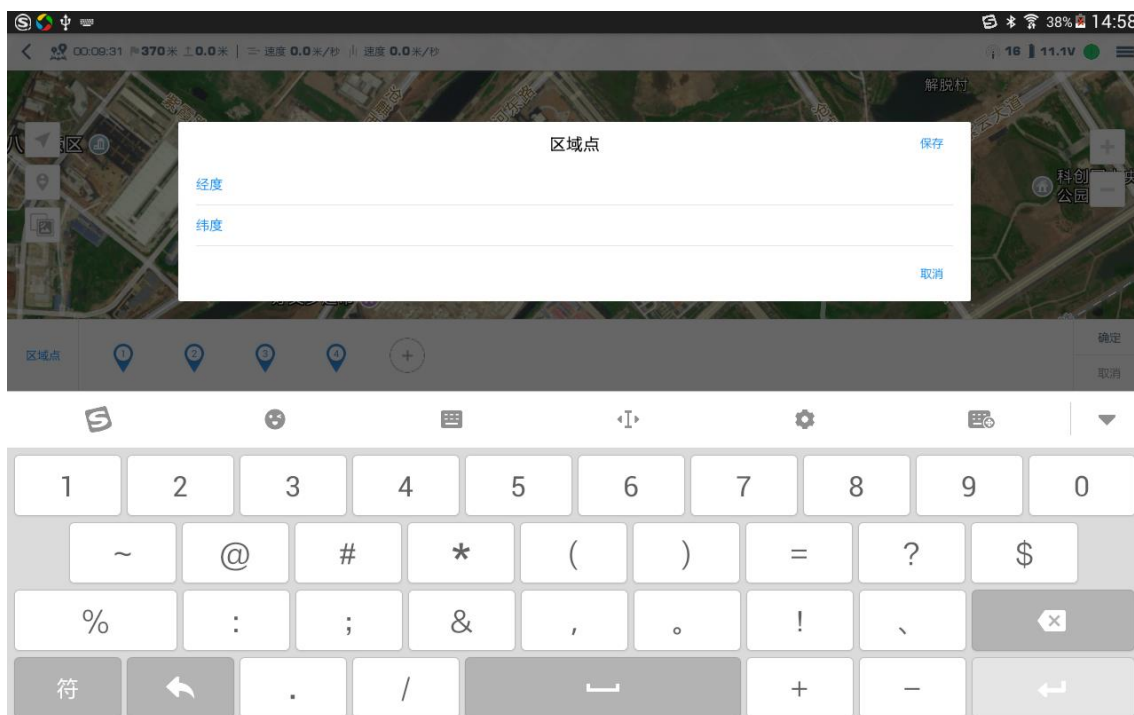 38% 14:58
00:09:31 370米 0.0米 | 速度 0.0米/秒 速度 0.0米/秒 16 11.1V
解脱村
区域点 保存
经度
纬度
取消
科创
公园
区域点 1 2 3 4 + 确定
取消
1 2 3 4 5 6 7 8 9 0
~ @ # * ( ) = ? $
% : ; & , 。 ! 、
符 . / + −